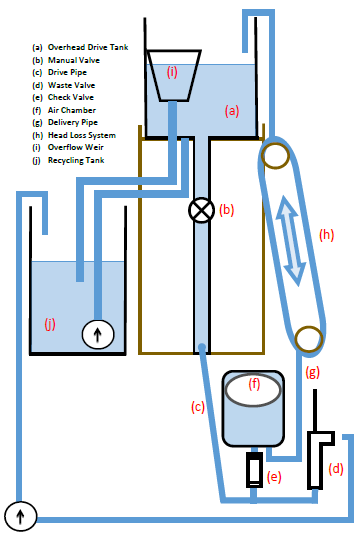 (a) Overhead Drive Tank
(b) Manual Valve
(c) Drive Pipe
(d) Waste Valve
(e) Check Valve
(f) Air Chamber
(g) Delivery Pipe
(h) Head Loss System
(i) Overflow Weir
(j) Recycling Tank
(i)
(a)
(b)
(h)
(j)
(g)
(f)
(c)
(d)
(e)